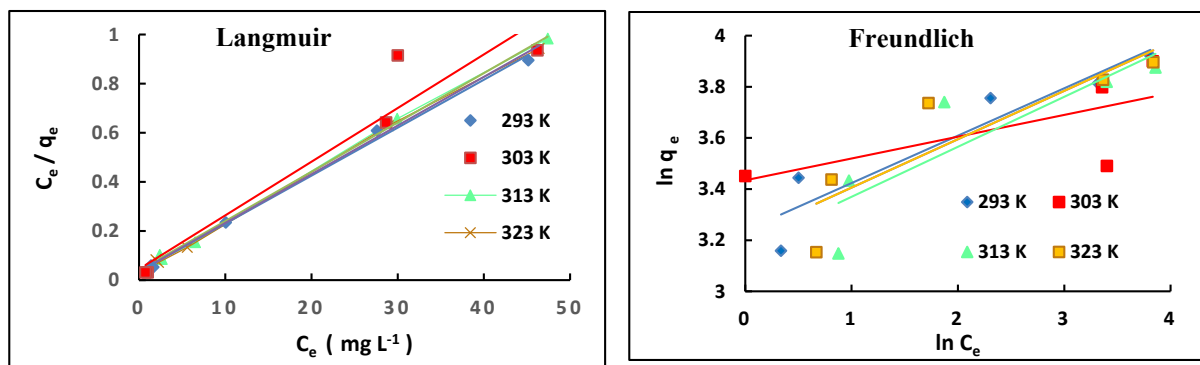 Langmuir
1
0.8
0.6
0.4
0.2
0
0 10 20 30 40 50
Ce / qe
Ce ( mg L-1)
293 K
303 K
313 K
323 K
Freundlich
4
3.8
3.6
3.4
3.2
3
0 1 2 3 4
ln qe
ln Ce
293 K 303 K
313 K 323 K